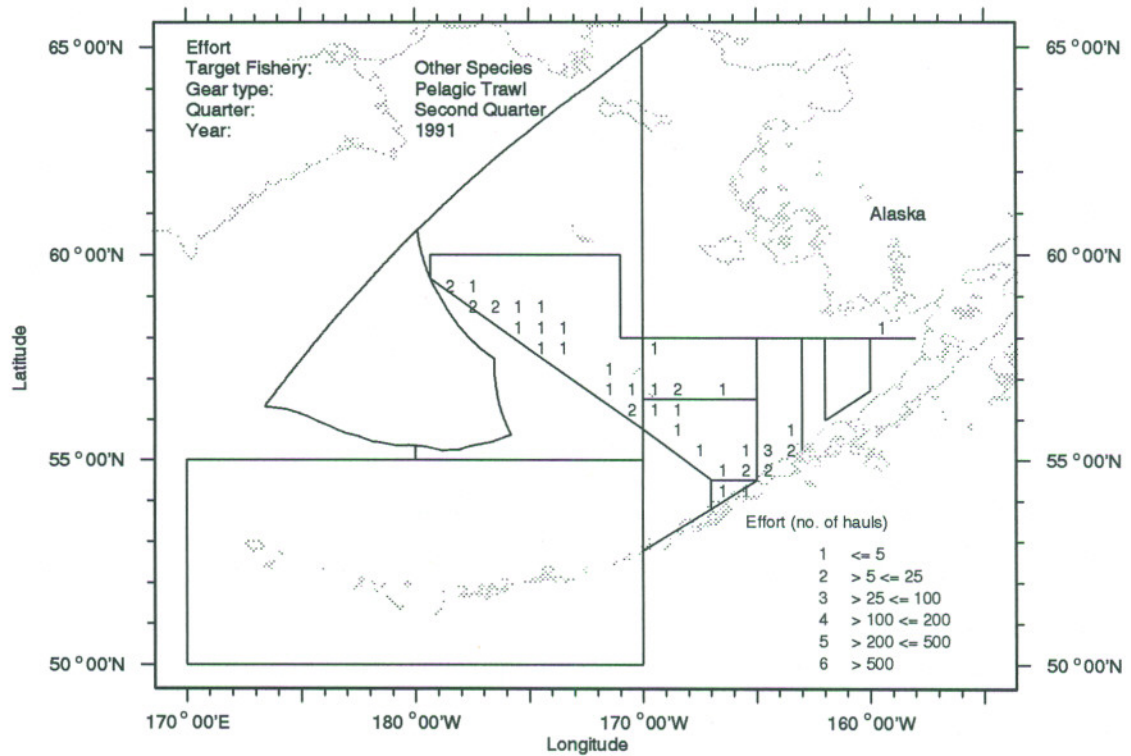 65 °00'N 65 °00'N
Effort
Target Fishery: Other Species
Gear type: Pelagic Trawl
Quarter: Second Quarter
Year: 1991
Alaska
60 °00'N 60 °00'N
2 1
2 2 1 1
1 1 1 1
1 1 1
1
1 1 1 2 1
2 1 1
1 1
1 1 3 2
55 °00'N 55 °00'N
1 2 2
1 1
Latitude
Effort (no. of hauls)
1 <= 5
2 > 5 <= 25
3 > 25 <= 100
4 > 100 <= 200
5 > 200 <= 500
6 > 500
50 °00'N 50 °00'N
170 °00'E 180 °00'W 170 °00'W 160 °00'W
Longitude